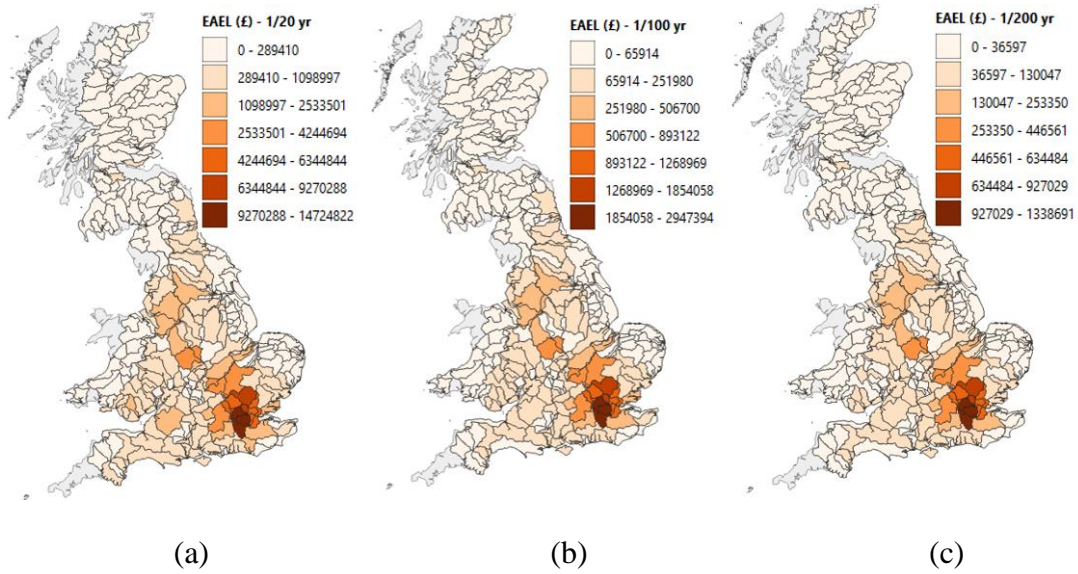 EAEL (£) - 1/20 yr
0 - 289410
289410 - 1098997
1098997 - 2533501
2533501 - 4244694
4244694 - 6344844
6344844 - 9270288
9270288 - 14724822
EAEL (£) - 1/100 yr
0 - 65914
65914 - 251980
251980 - 506700
506700 - 893122
893122 - 1268969
1268969 - 1854058
1854058 - 2947394
EAEL (£) - 1/200 yr
0 - 36597
36597 - 130047
130047 - 253350
253350 - 446561
446561 - 634484
634484 - 927029
927029 - 1338691
(a)
(b)
(c)